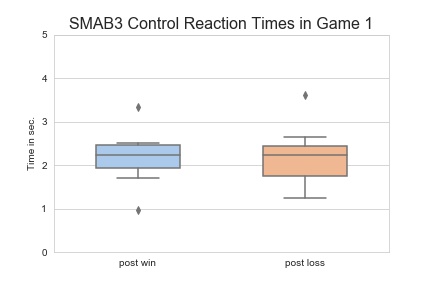 SMAB3 Control Reaction Times in Game 1
5
4
3
2
1
0
Time in sec.
post win
post loss